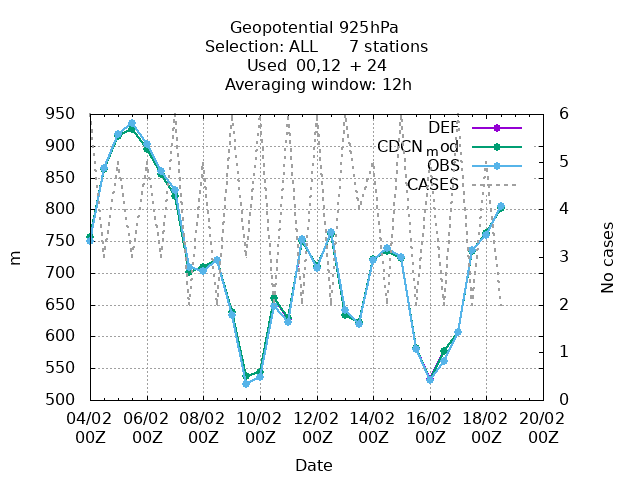 Geopotential 925hPa
Selection: ALL 7 stations
Used 00,12 + 24
Averaging window: 12h
950
900
850
800
750
700
650
600
550
500
m
6
5
4
3
2
1
0
No cases
DEF
CDCN_mod
OBS
CASES
04/02 06/02 08/02 10/02 12/02 14/02 16/02 18/02 20/02
00Z 00Z 00Z 00Z 00Z 00Z 00Z 00Z 00Z
Date